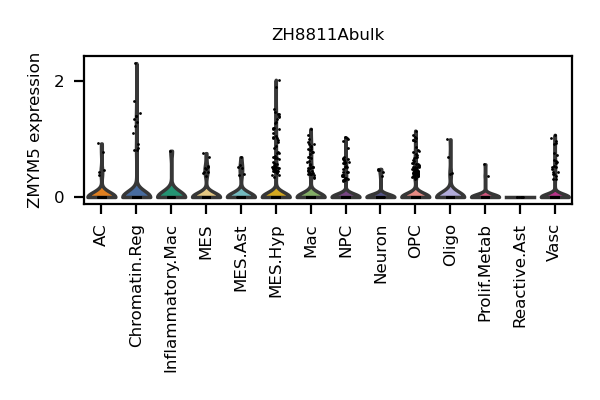 ZH8811Abulk
ZMYM5 expression
2
0
AC
Chromatin.Reg
Inflammatory.Mac
MES
MES.Ast
MES.Hyp
Mac
NPC
Neuron
OPC
Oligo
Prolif.Metab
Reactive.Ast
Vasc